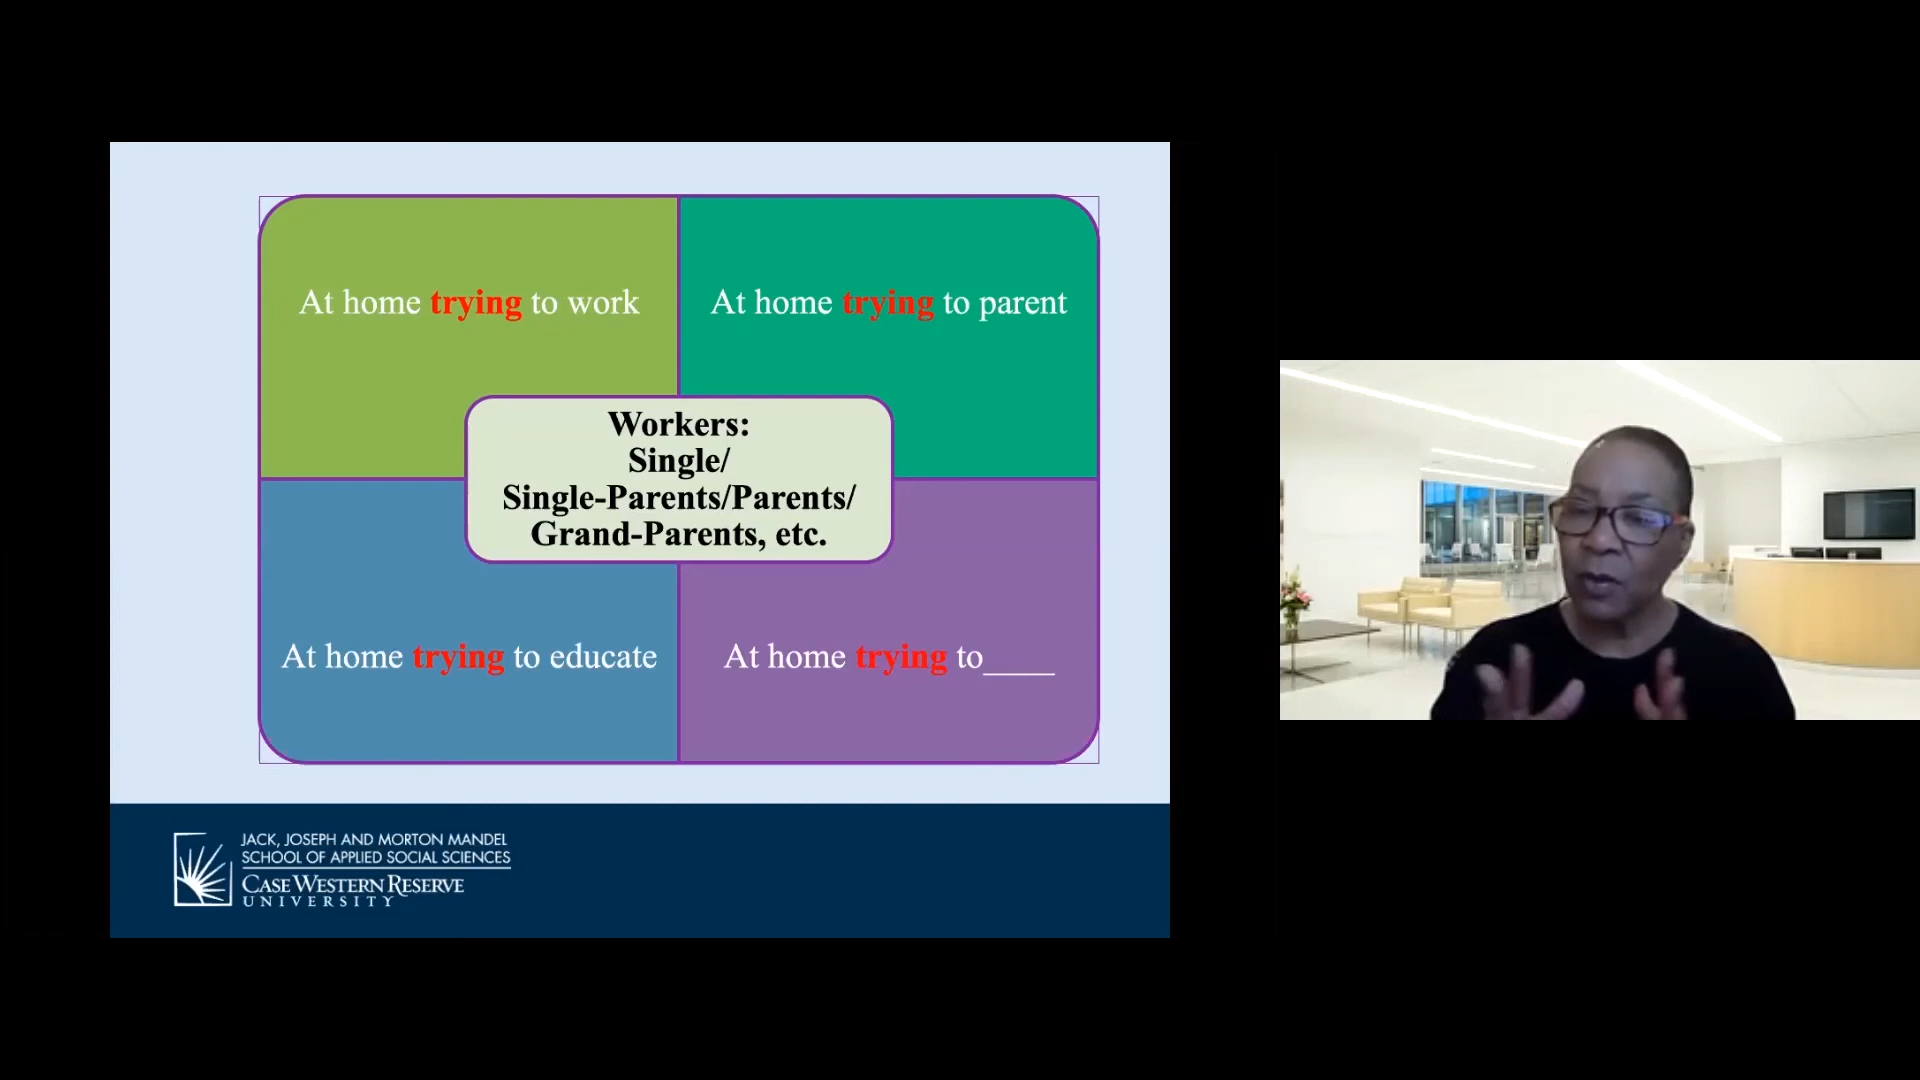 At home trying to work
At home trying to parent
Workers:
Single/
Single-Parents/Parents/
Grand-Parents, etc.
At home trying to educate
At home trying to_____
JACK, JOSEPH AND MORTON MANDEL
SCHOOL OF APPLIED SOCIAL SCIENCES
CASE WESTERN RESERVE
UNIVERSITY